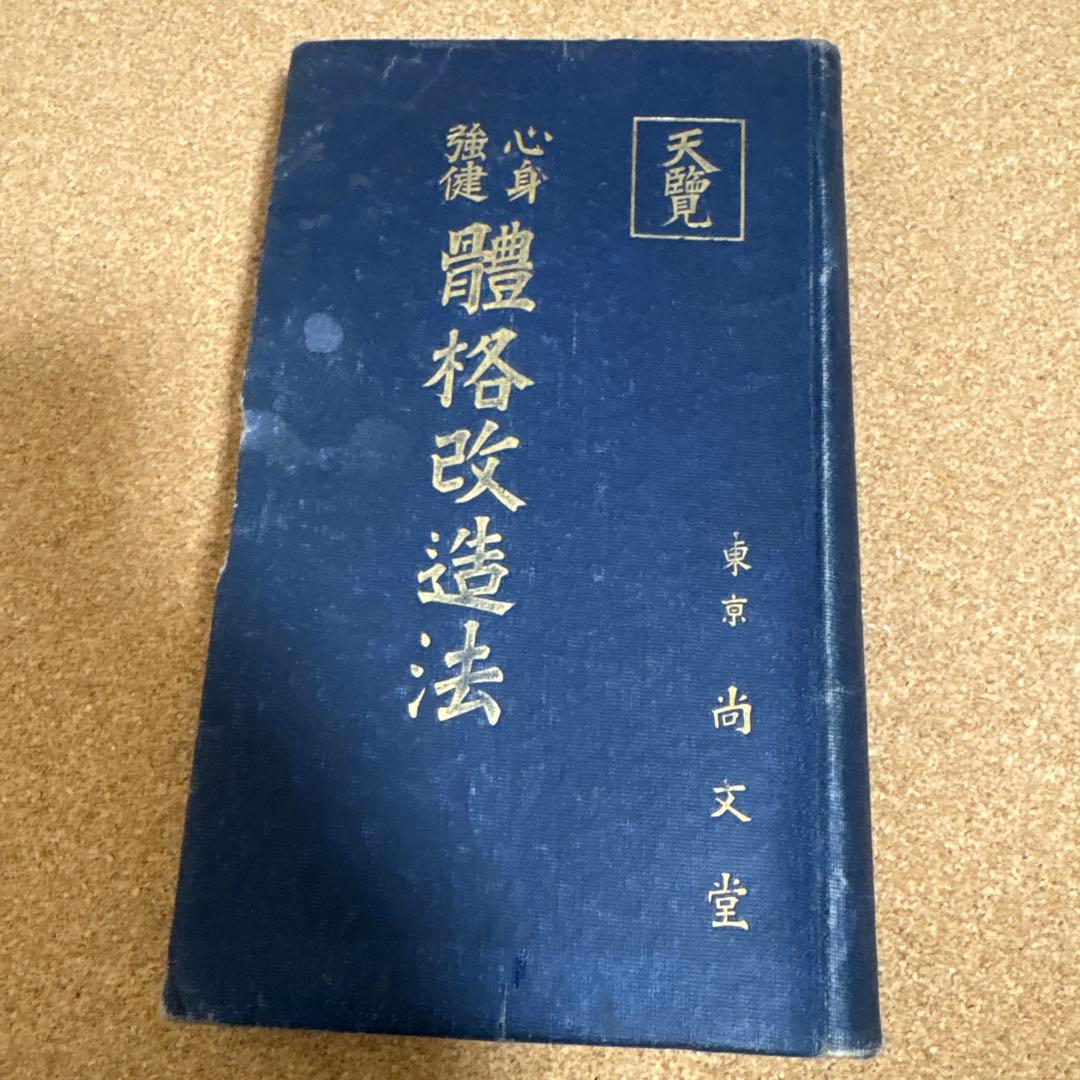 天覽
心身
強健
體格改造法
東京 尚文堂